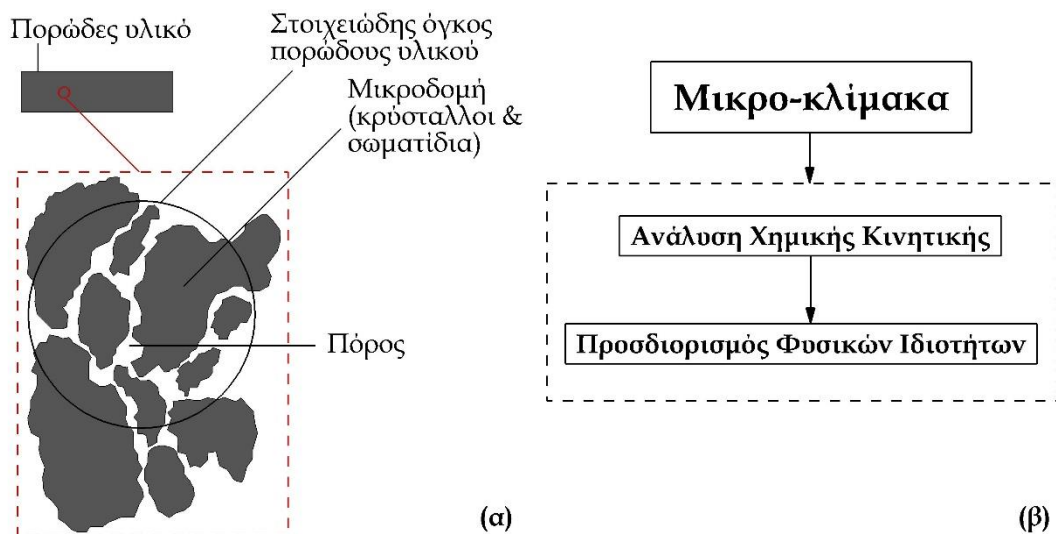 Πορώδες υλικό
Στοιχειώδης όγκος
πορώδους υλικού
Μικροδομή
(κρύσταλλοι &
σωματίδια)
Πόρος
(α)
Μικρο-κλίμακα
Ανάλυση Χημικής Κινητικής
Προσδιορισμός Φυσικών Ιδιοτήτων
(β)